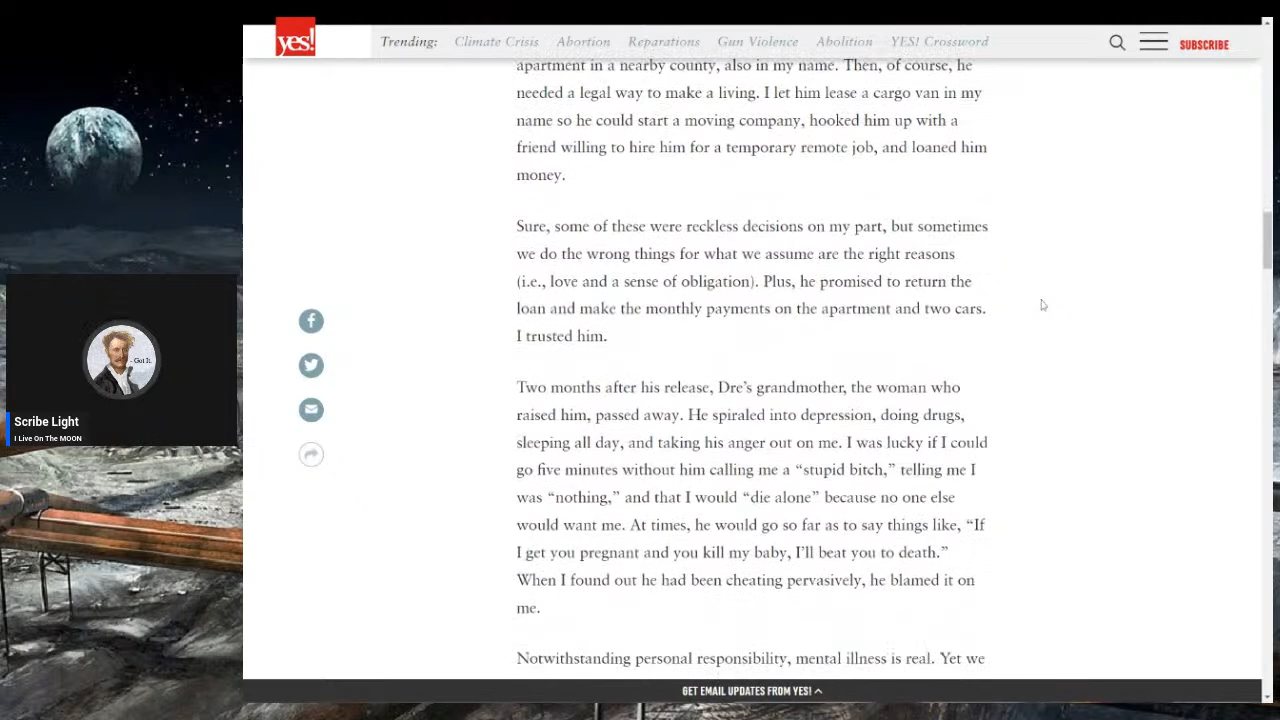 yes!
Trending: Climate Crisis Abortion Reparations Gun Violence Abolition YES! Crossword
SUBSCRIBE
apartment in a nearby county, also in my name. Then, of course, he
needed a legal way to make a living. I let him lease a cargo van in my
name so he could start a moving company, hooked him up with a
friend willing to hire him for a temporary remote job, and loaned him
money.
Sure, some of these were reckless decisions on my part, but sometimes
we do the wrong things for what we assume are the right reasons
(i.e., love and a sense of obligation). Plus, he promised to return the
loan and make the monthly payments on the apartment and two cars.
I trusted him.
- Got It.
Scribe Light
I Live On The MOON
Two months after his release, Dre’s grandmother, the woman who
raised him, passed away. He spiraled into depression, doing drugs,
sleeping all day, and taking his anger out on me. I was lucky if I could
go five minutes without him calling me a “stupid bitch,” telling me I
was “nothing,” and that I would “die alone” because no one else
would want me. At times, he would go so far as to say things like, “If
I get you pregnant and you kill my baby, I’ll beat you to death.”
When I found out he had been cheating pervasively, he blamed it on
me.
Notwithstanding personal responsibility, mental illness is real. Yet we
GET EMAIL UPDATES FROM YES!